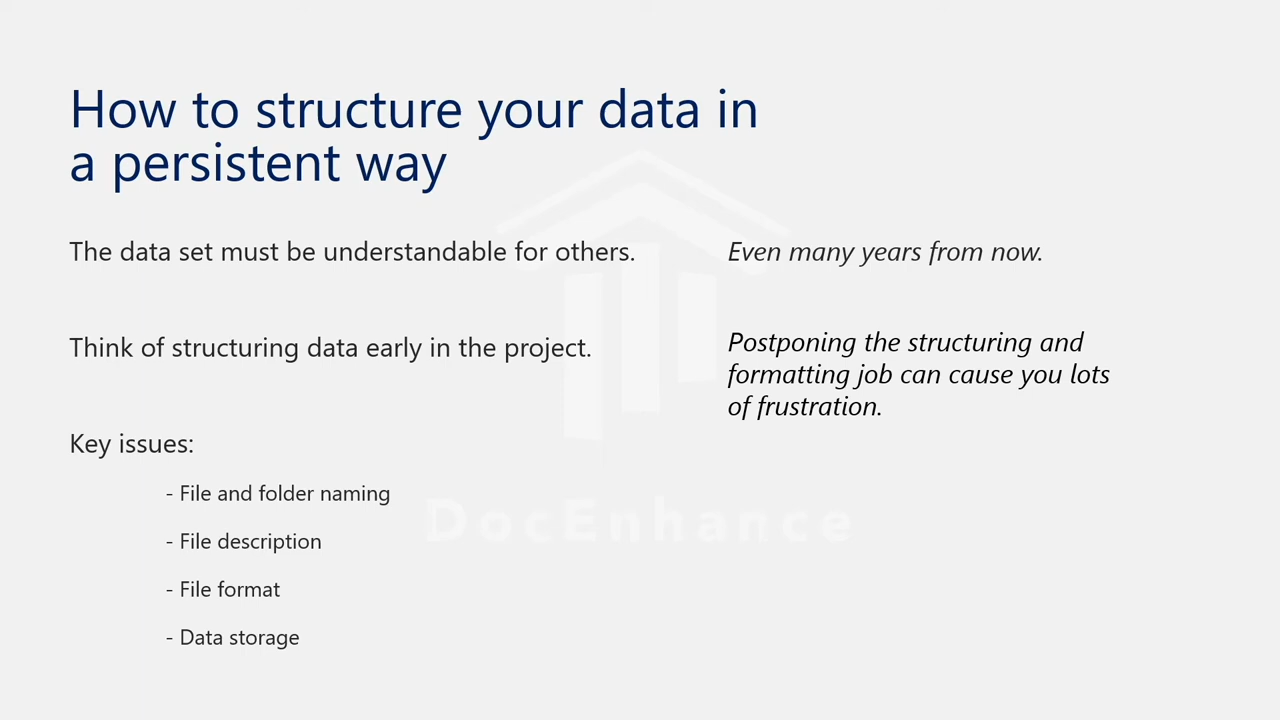 How to structure your data in
a persistent way
The data set must be understandable for others.
Even many years from now.
Think of structuring data early in the project.
Postponing the structuring and
formatting job can cause you lots
of frustration.
Key issues:
- File and folder naming
- File description
- File format
- Data storage
DocEnhance